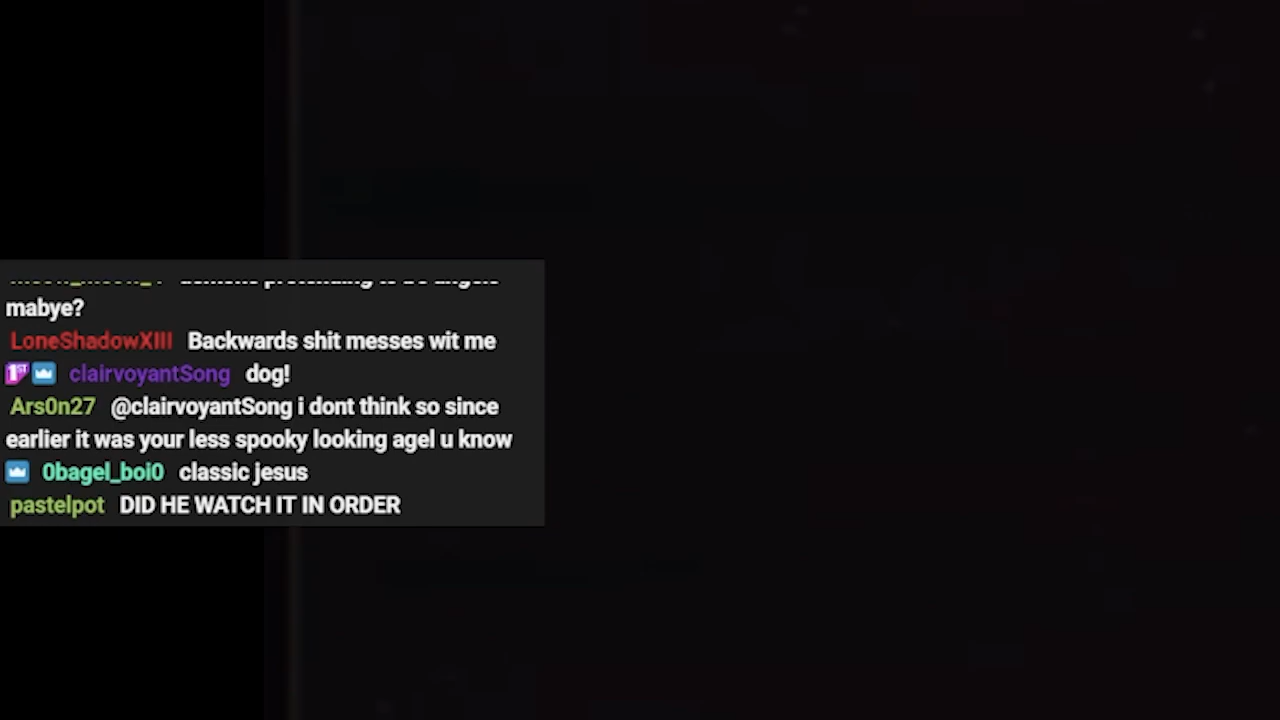 mabye?
LoneShadowXIII Backwards shit messes wit me
1ST clairvoyantSong dog!
Ars0n27 @clairvoyantSong i dont think so since
earlier it was your less spooky looking agel u know
0bagel_boi0 classic jesus
pastelpot DID HE WATCH IT IN ORDER